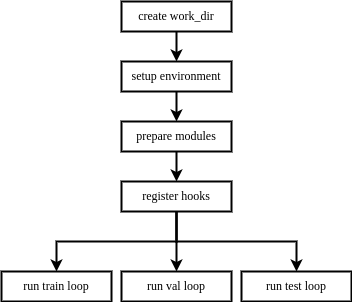 create work_dir
setup environment
prepare modules
register hooks
run train loop
run val loop
run test loop